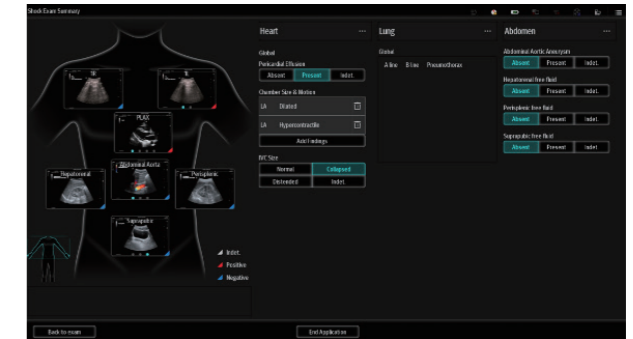 Shock Exam Summary
Heart ...
Global
Pericardial Effusion
Absent Present Indet.
Chamber Size & Motion
LA Dilated
LA Hypercontractile
Add Findings
IVC Size
Normal Collapsed
Distended Indet.
Lung ...
Global
A line B line Pneumothorax
Abdomen ...
Abdominal Aortic Aneurysm
Absent Present Indet.
Hepatorenal free fluid
Absent Present Indet.
Perisplenic free fluid
Absent Present Indet.
Suprapubic free fluid
Absent Present Indet.
PLAX
Hepatorenal
Abdominal Aorta
Perisplenic
Suprapubic
Indet.
Positive
Negative
Back to exam
End Application